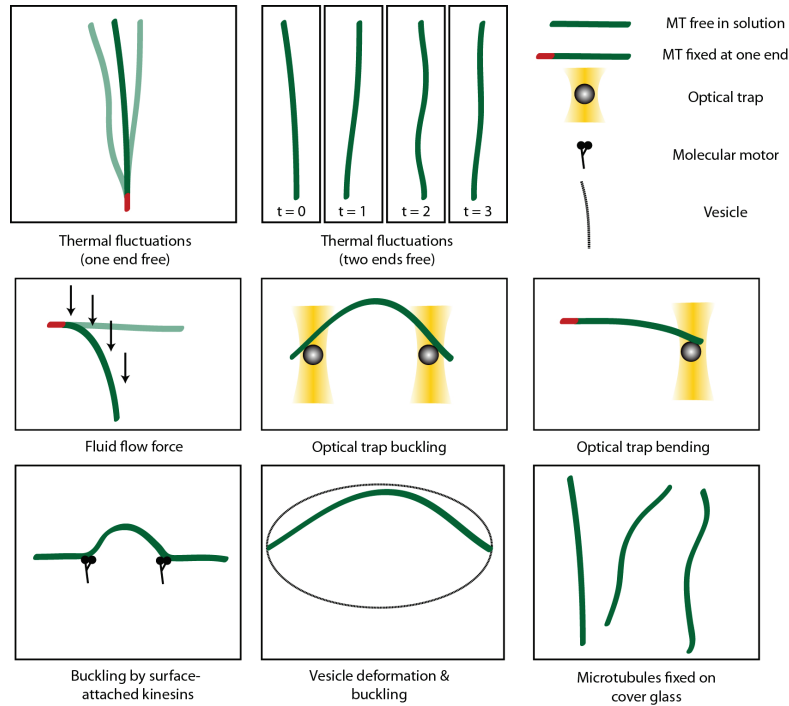 MT free in solution
MT fixed at one end
Optical trap
Molecular motor
Vesicle
t = 0
t = 1
t = 2
t = 3
Thermal fluctuations
(one end free)
Thermal fluctuations
(two ends free)
Fluid flow force
Optical trap buckling
Optical trap bending
Buckling by surface-
attached kinesins
Vesicle deformation &
buckling
Microtubules fixed on
cover glass